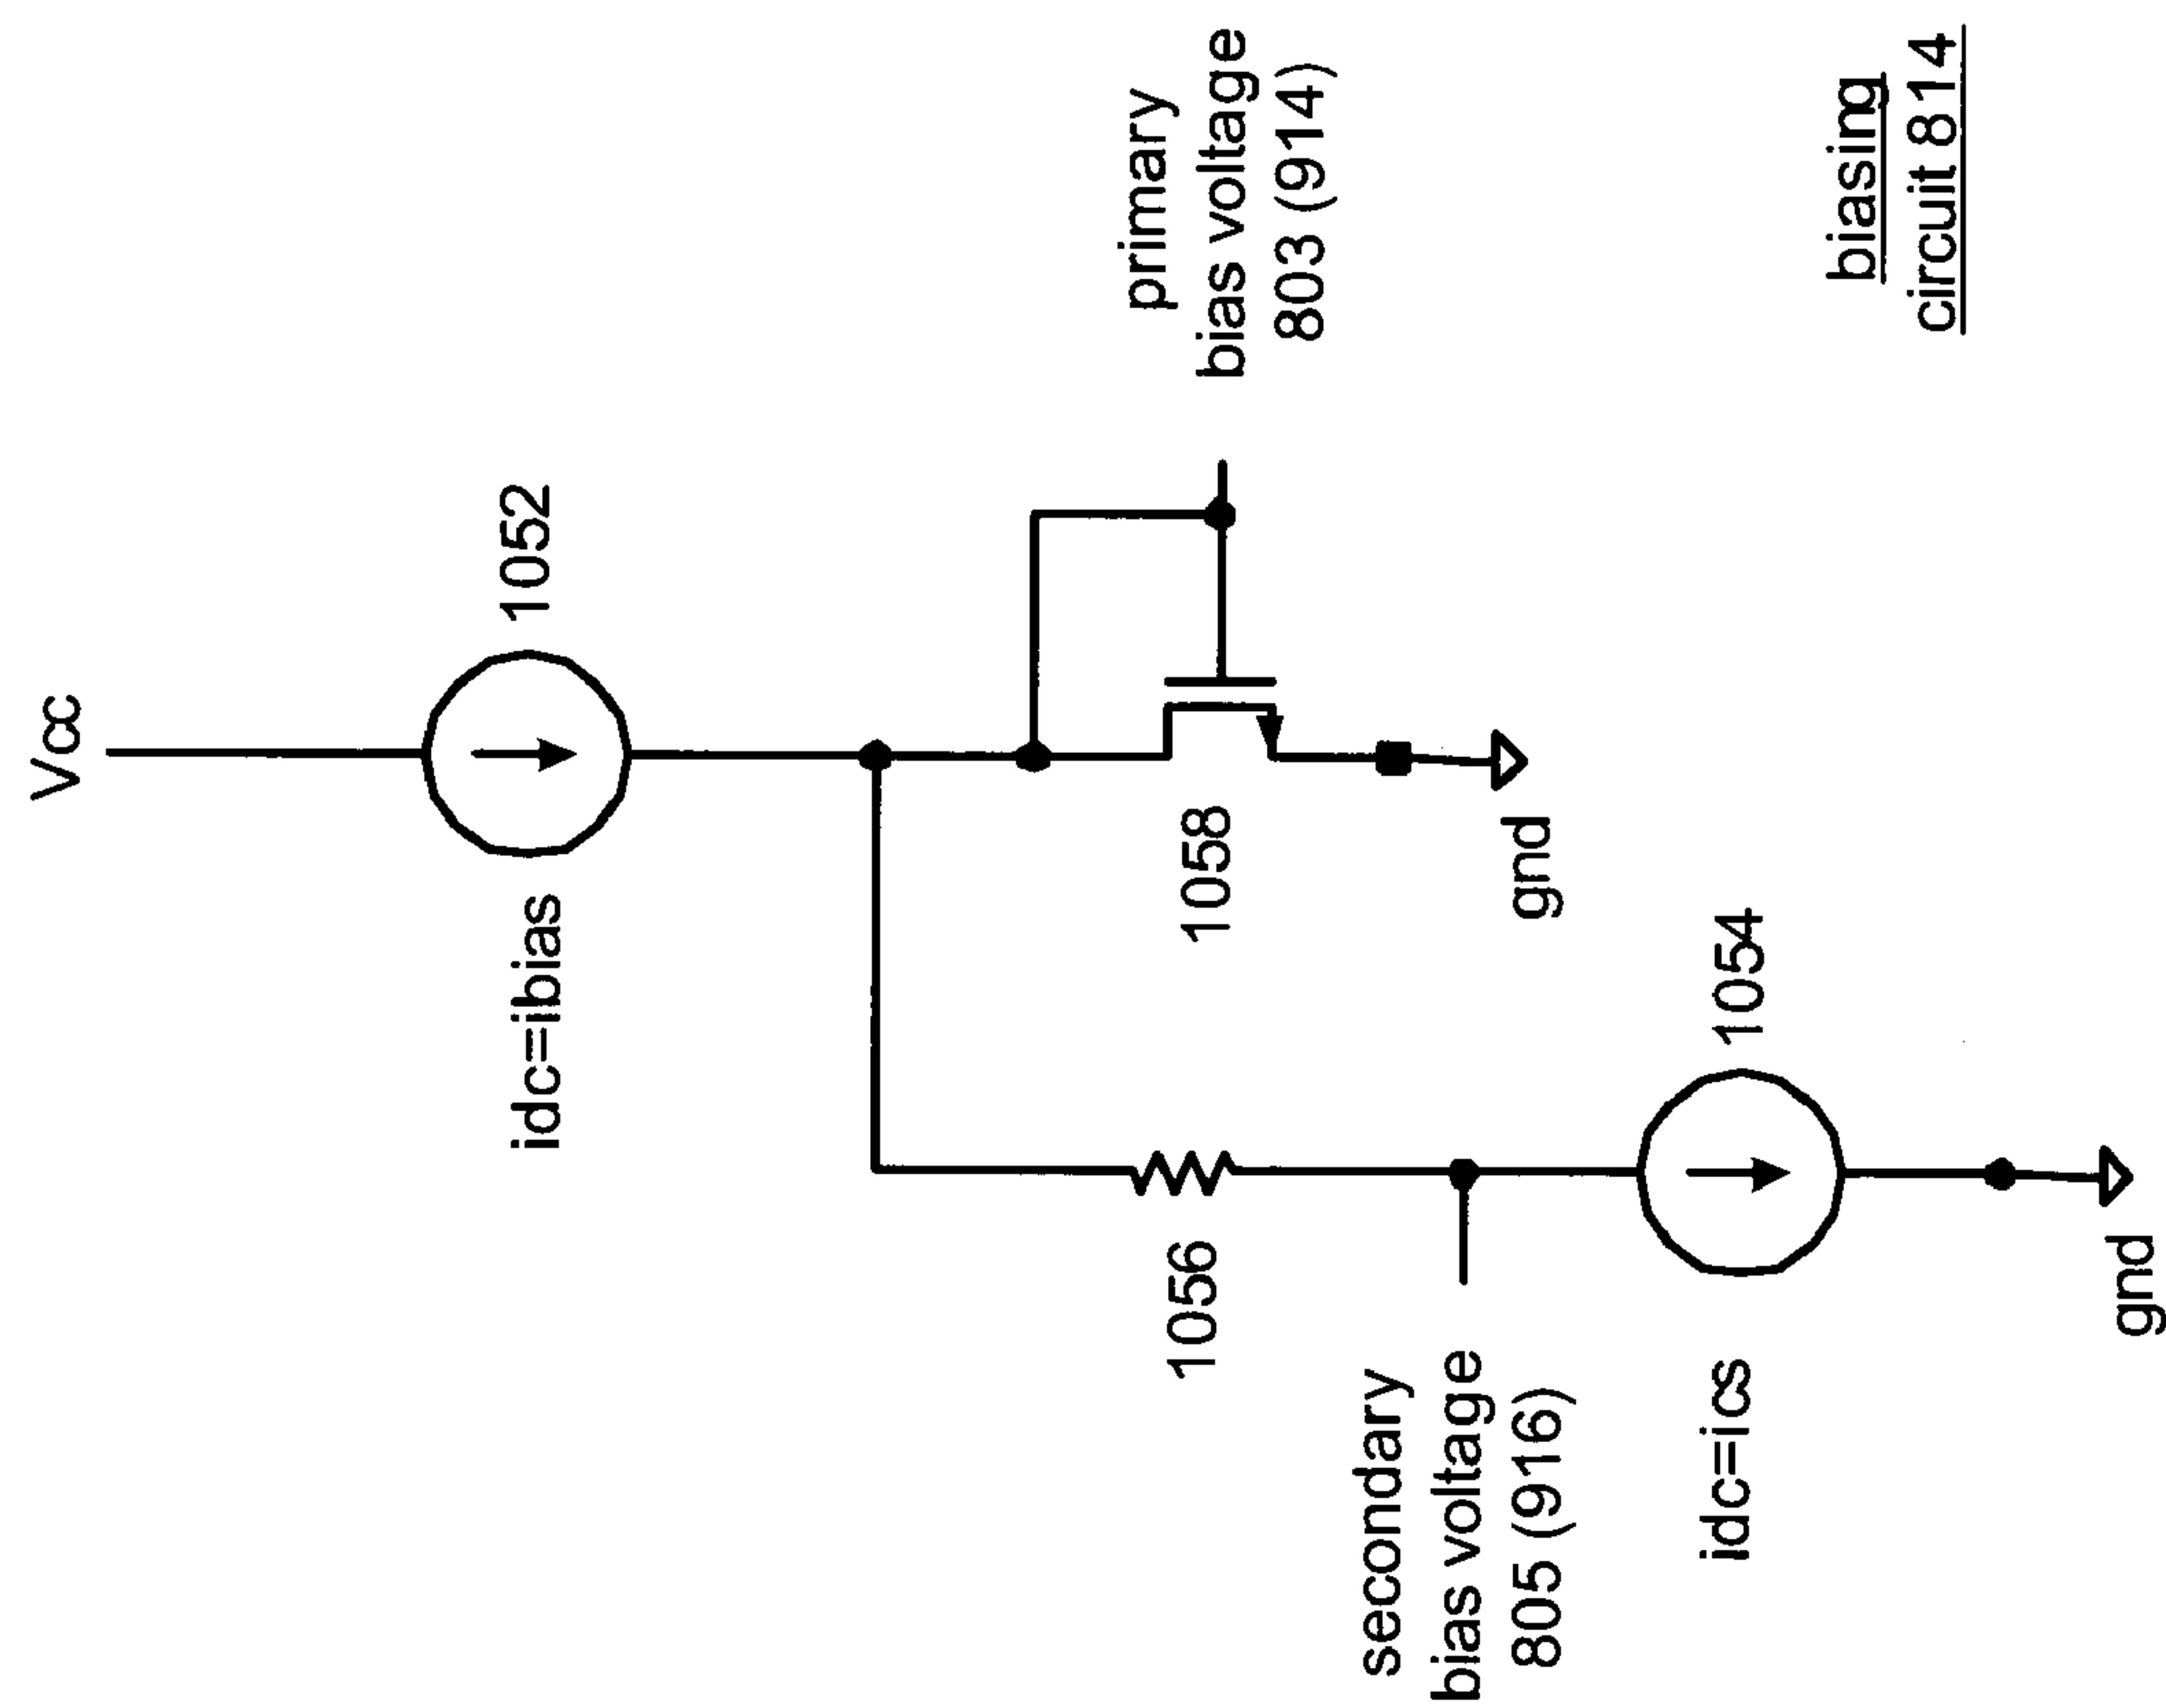 Vcc
idc=ibias
1052
primary
bias voltage
803 (914)
1056
1058
secondary
bias voltage
805 (916)
gnd
idc=ics
1054
gnd
biasing
circuit 814